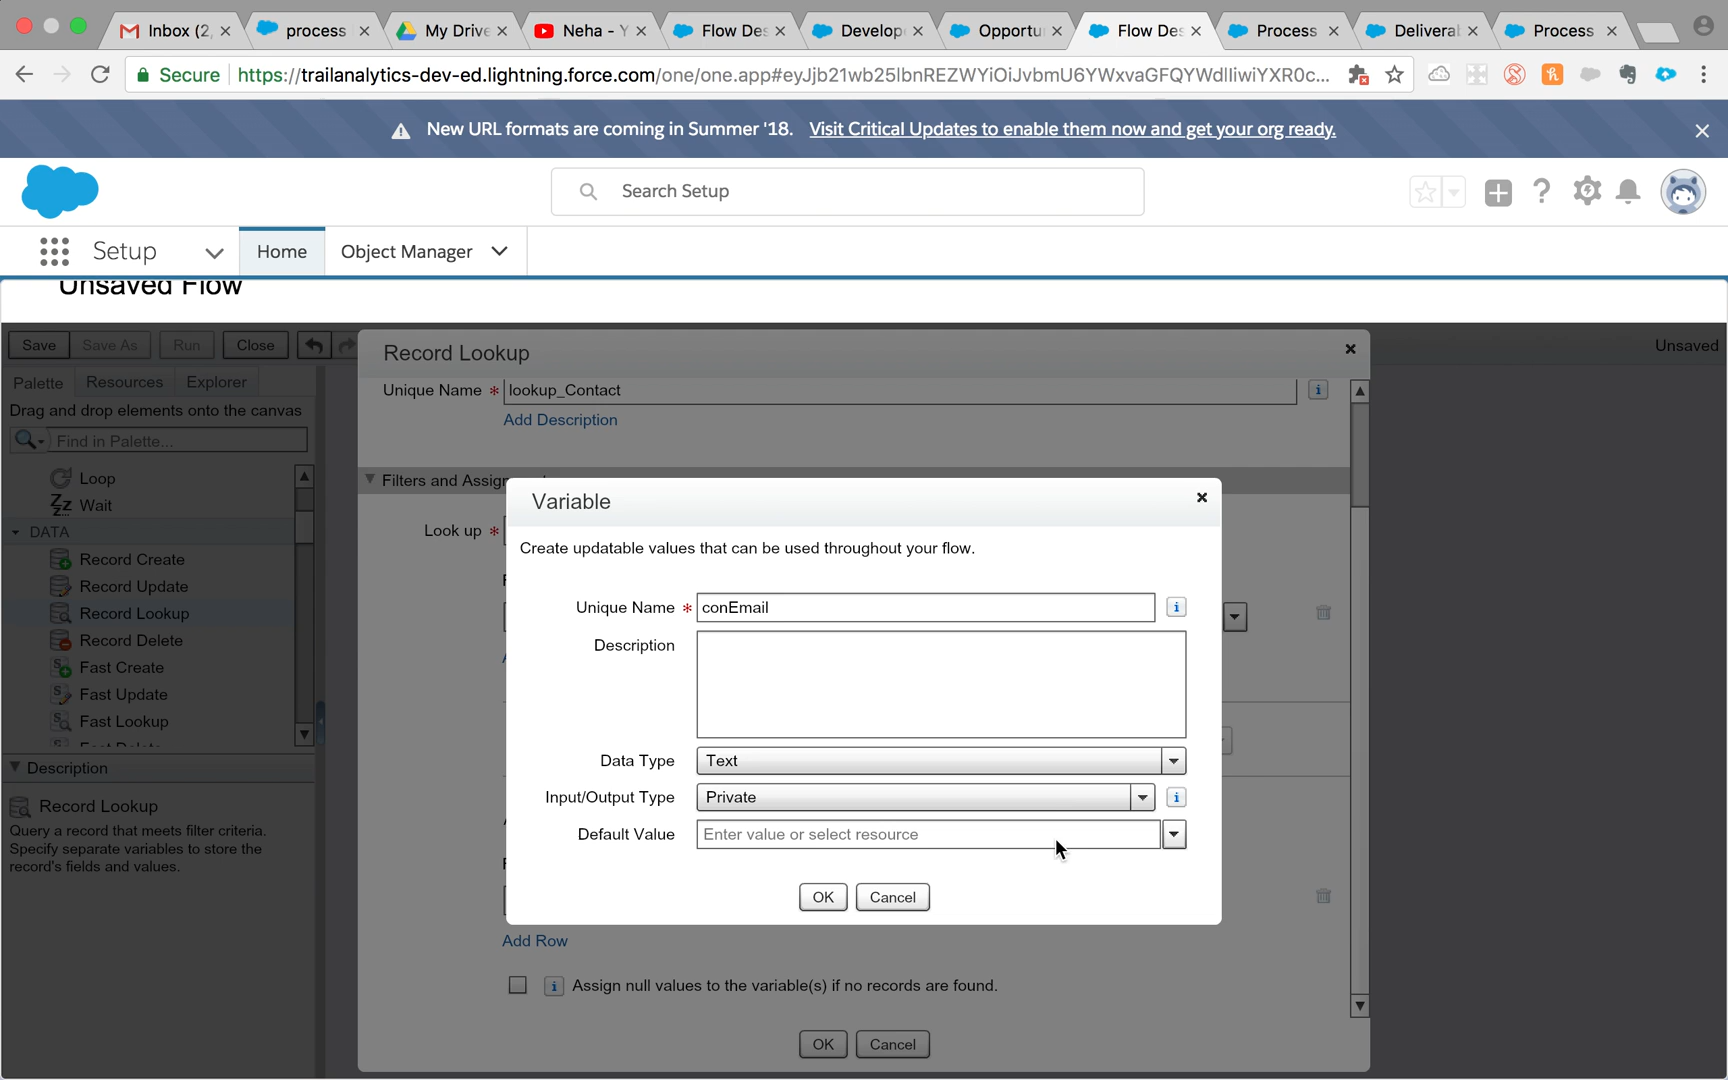 Inbox (2,
process
My Drive
Neha - Y
Flow Des
Develop
Opportu
Flow Des
Process
Deliveral
Process
Secure
https://trailanalytics-dev-ed.lightning.force.com/one/one.app#eyJjb21wb25lbnREZWYiOiJvbmU6YWxvaGFQYWdlIiwiYXR0c...
New URL formats are coming in Summer '18. Visit Critical Updates to enable them now and get your org ready.
Search Setup
Setup
Home
Object Manager
Unsaved Flow
Save
Save As
Run
Close
Unsaved
Record Lookup
Palette
Resources
Explorer
Drag and drop elements onto the canvas
Find in Palette...
Loop
Wait
DATA
Record Create
Record Update
Record Lookup
Record Delete
Fast Create
Fast Update
Fast Lookup
Description
Record Lookup
Query a record that meets filter criteria.
Specify separate variables to store the
record's fields and values.
Unique Name * lookup_Contact
Add Description
Filters and Assign
Look up *
Variable
Create updatable values that can be used throughout your flow.
Unique Name * conEmail
Description
Data Type Text
Input/Output Type Private
Default Value Enter value or select resource
OK
Cancel
Add Row
Assign null values to the variable(s) if no records are found.
OK
Cancel